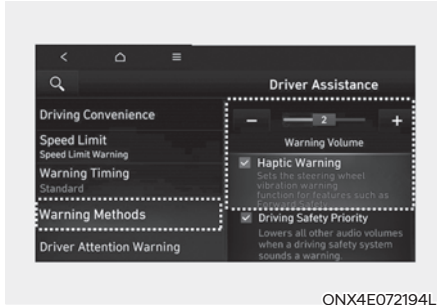 Driver Assistance
Driving Convenience
Speed Limit
Speed Limit Warning
Warning Timing
Standard
Warning Methods
Driver Attention Warning
− 2 +
Warning Volume
Haptic Warning
Sets the steering wheel
vibration warning
function for features such as
Forward Safety.
Driving Safety Priority
Lowers all other audio volumes
when a driving safety system
sounds a warning.
ONX4E072194L